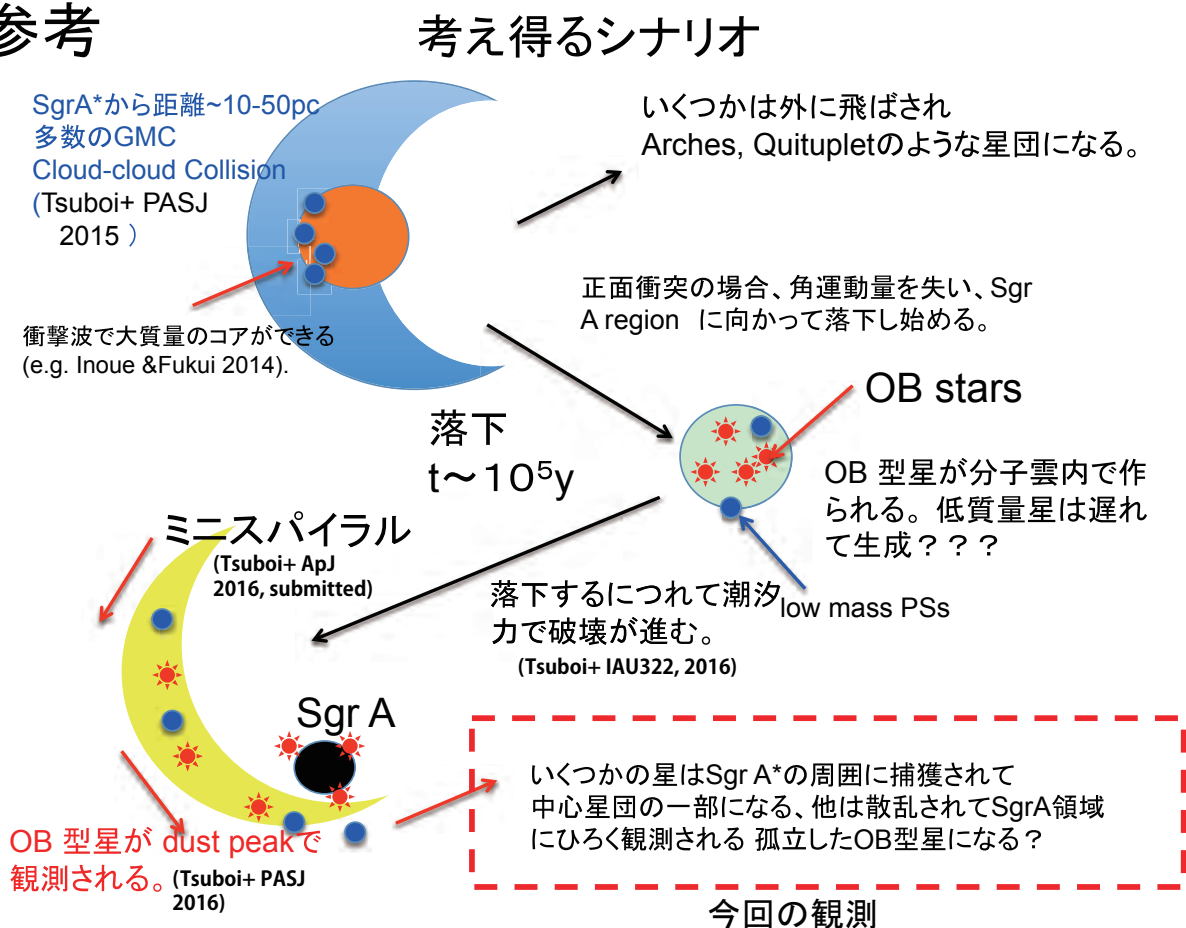 参考
考え得るシナリオ
SgrA*から距離~10-50pc
多数のGMC
Cloud-cloud Collision
(Tsuboi+ PASJ
2015 )
衝撃波で大質量のコアができる
(e.g. Inoue &Fukui 2014).
いくつかは外に飛ばされ
Arches, Quitupletのような星団になる。
正面衝突の場合、角運動量を失い、Sgr
A region に向かって落下し始める。
落下
t～10⁵y
OB stars
OB 型星が分子雲内で作
られる。低質量星は遅れ
て生成？？？
low mass PSs
落下するにつれて潮汐
力で破壊が進む。
(Tsuboi+ IAU322, 2016)
ミニスパイラル
(Tsuboi+ ApJ
2016, submitted)
Sgr A
OB 型星が dust peakで
観測される。(Tsuboi+ PASJ
2016)
いくつかの星はSgr A*の周囲に捕獲されて
中心星団の一部になる、他は散乱されてSgrA領域
にひろく観測される 孤立したOB型星になる？
今回の観測